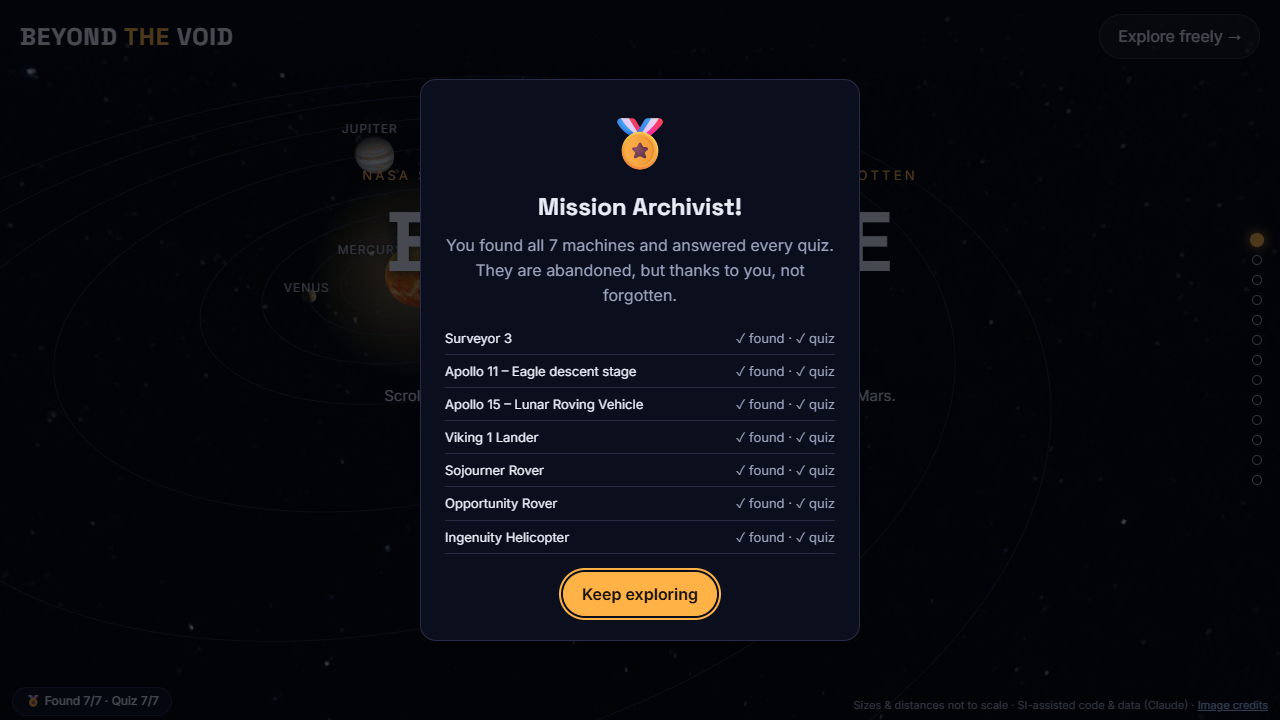 BEYOND THE VOID
Explore freely →
JUPITER
NASA
OTTEN
MERCURY
E
VENUS
Scrol
Mars.
Mission Archivist!
You found all 7 machines and answered every quiz.
They are abandoned, but thanks to you, not
forgotten.
Surveyor 3 ✓ found · ✓ quiz
Apollo 11 – Eagle descent stage ✓ found · ✓ quiz
Apollo 15 – Lunar Roving Vehicle ✓ found · ✓ quiz
Viking 1 Lander ✓ found · ✓ quiz
Sojourner Rover ✓ found · ✓ quiz
Opportunity Rover ✓ found · ✓ quiz
Ingenuity Helicopter ✓ found · ✓ quiz
Keep exploring
Found 7/7 · Quiz 7/7
Sizes & distances not to scale · SI-assisted code & data (Claude) · Image credits